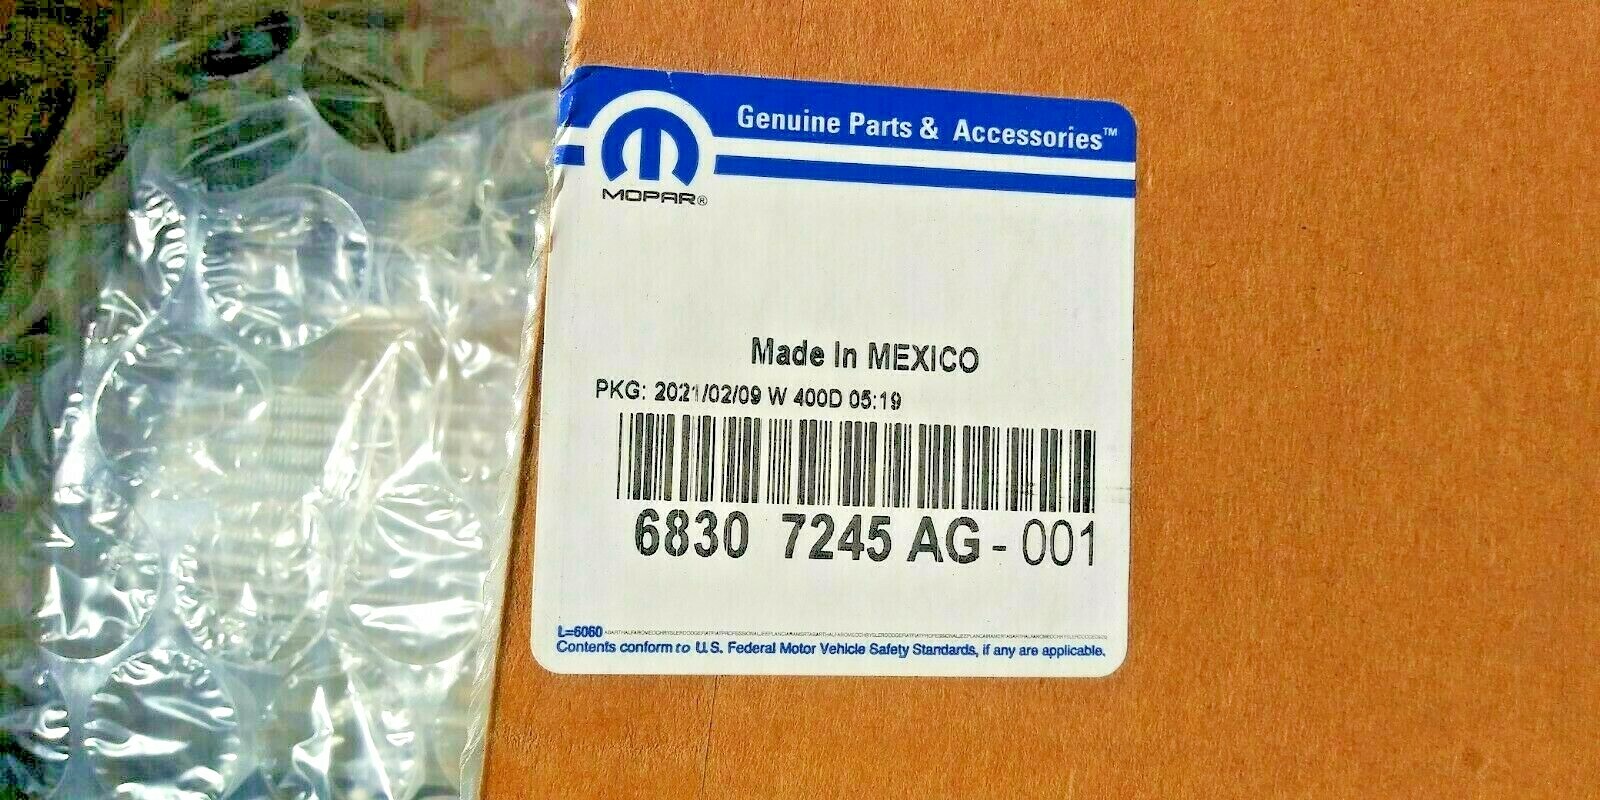 Genuine Parts & Accessories™
MOPAR®
Made In MEXICO
PKG: 2021/02/09 W 400D 05:19
6830 7245 AG - 001
L=6060
Contents conform to U.S. Federal Motor Vehicle Safety Standards, if any are applicable.